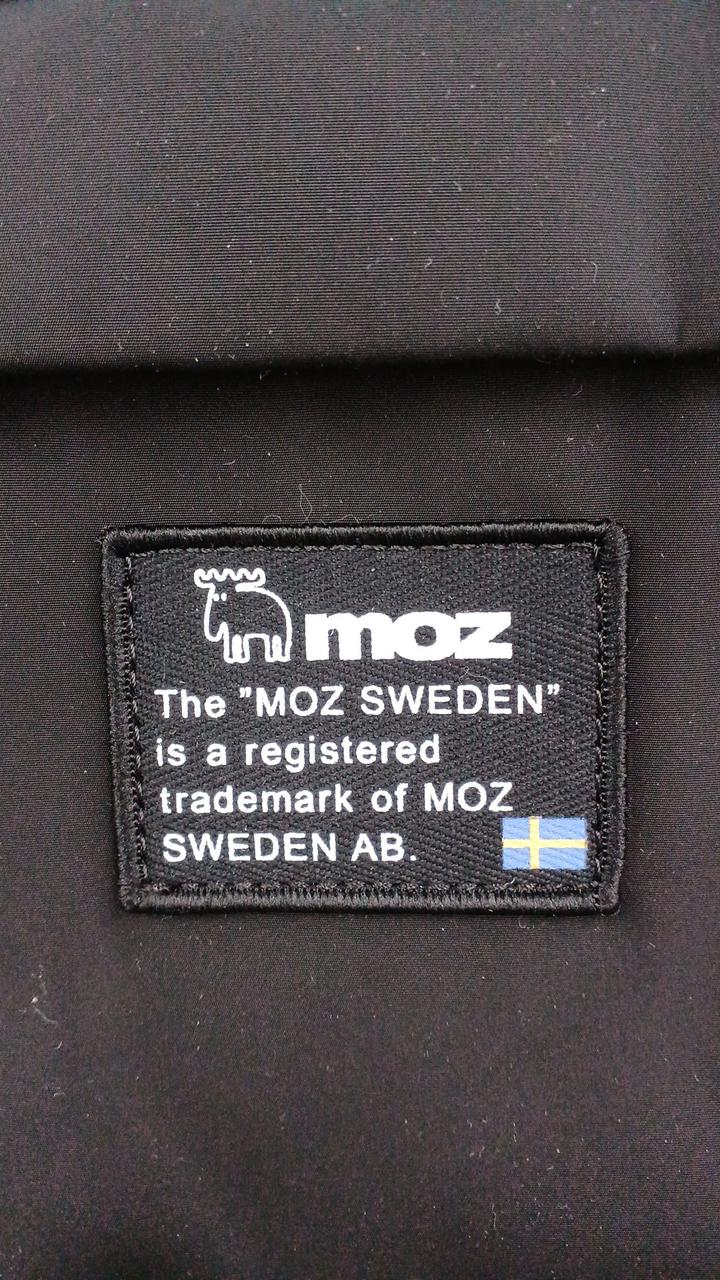 moz
The "MOZ SWEDEN”
is a registered
trademark of MOZ
SWEDEN AB.